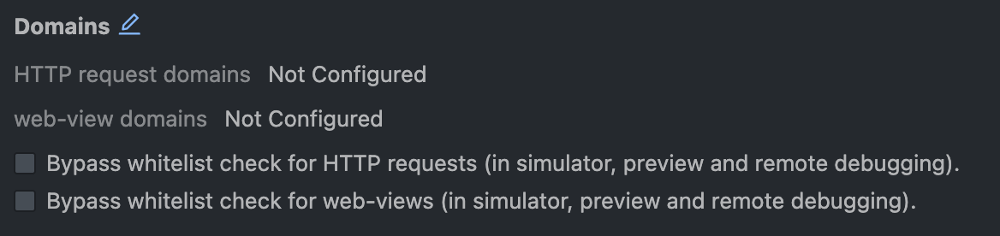 Domains
HTTP request domains Not Configured
web-view domains Not Configured
Bypass whitelist check for HTTP requests (in simulator, preview and remote debugging).
Bypass whitelist check for web-views (in simulator, preview and remote debugging).